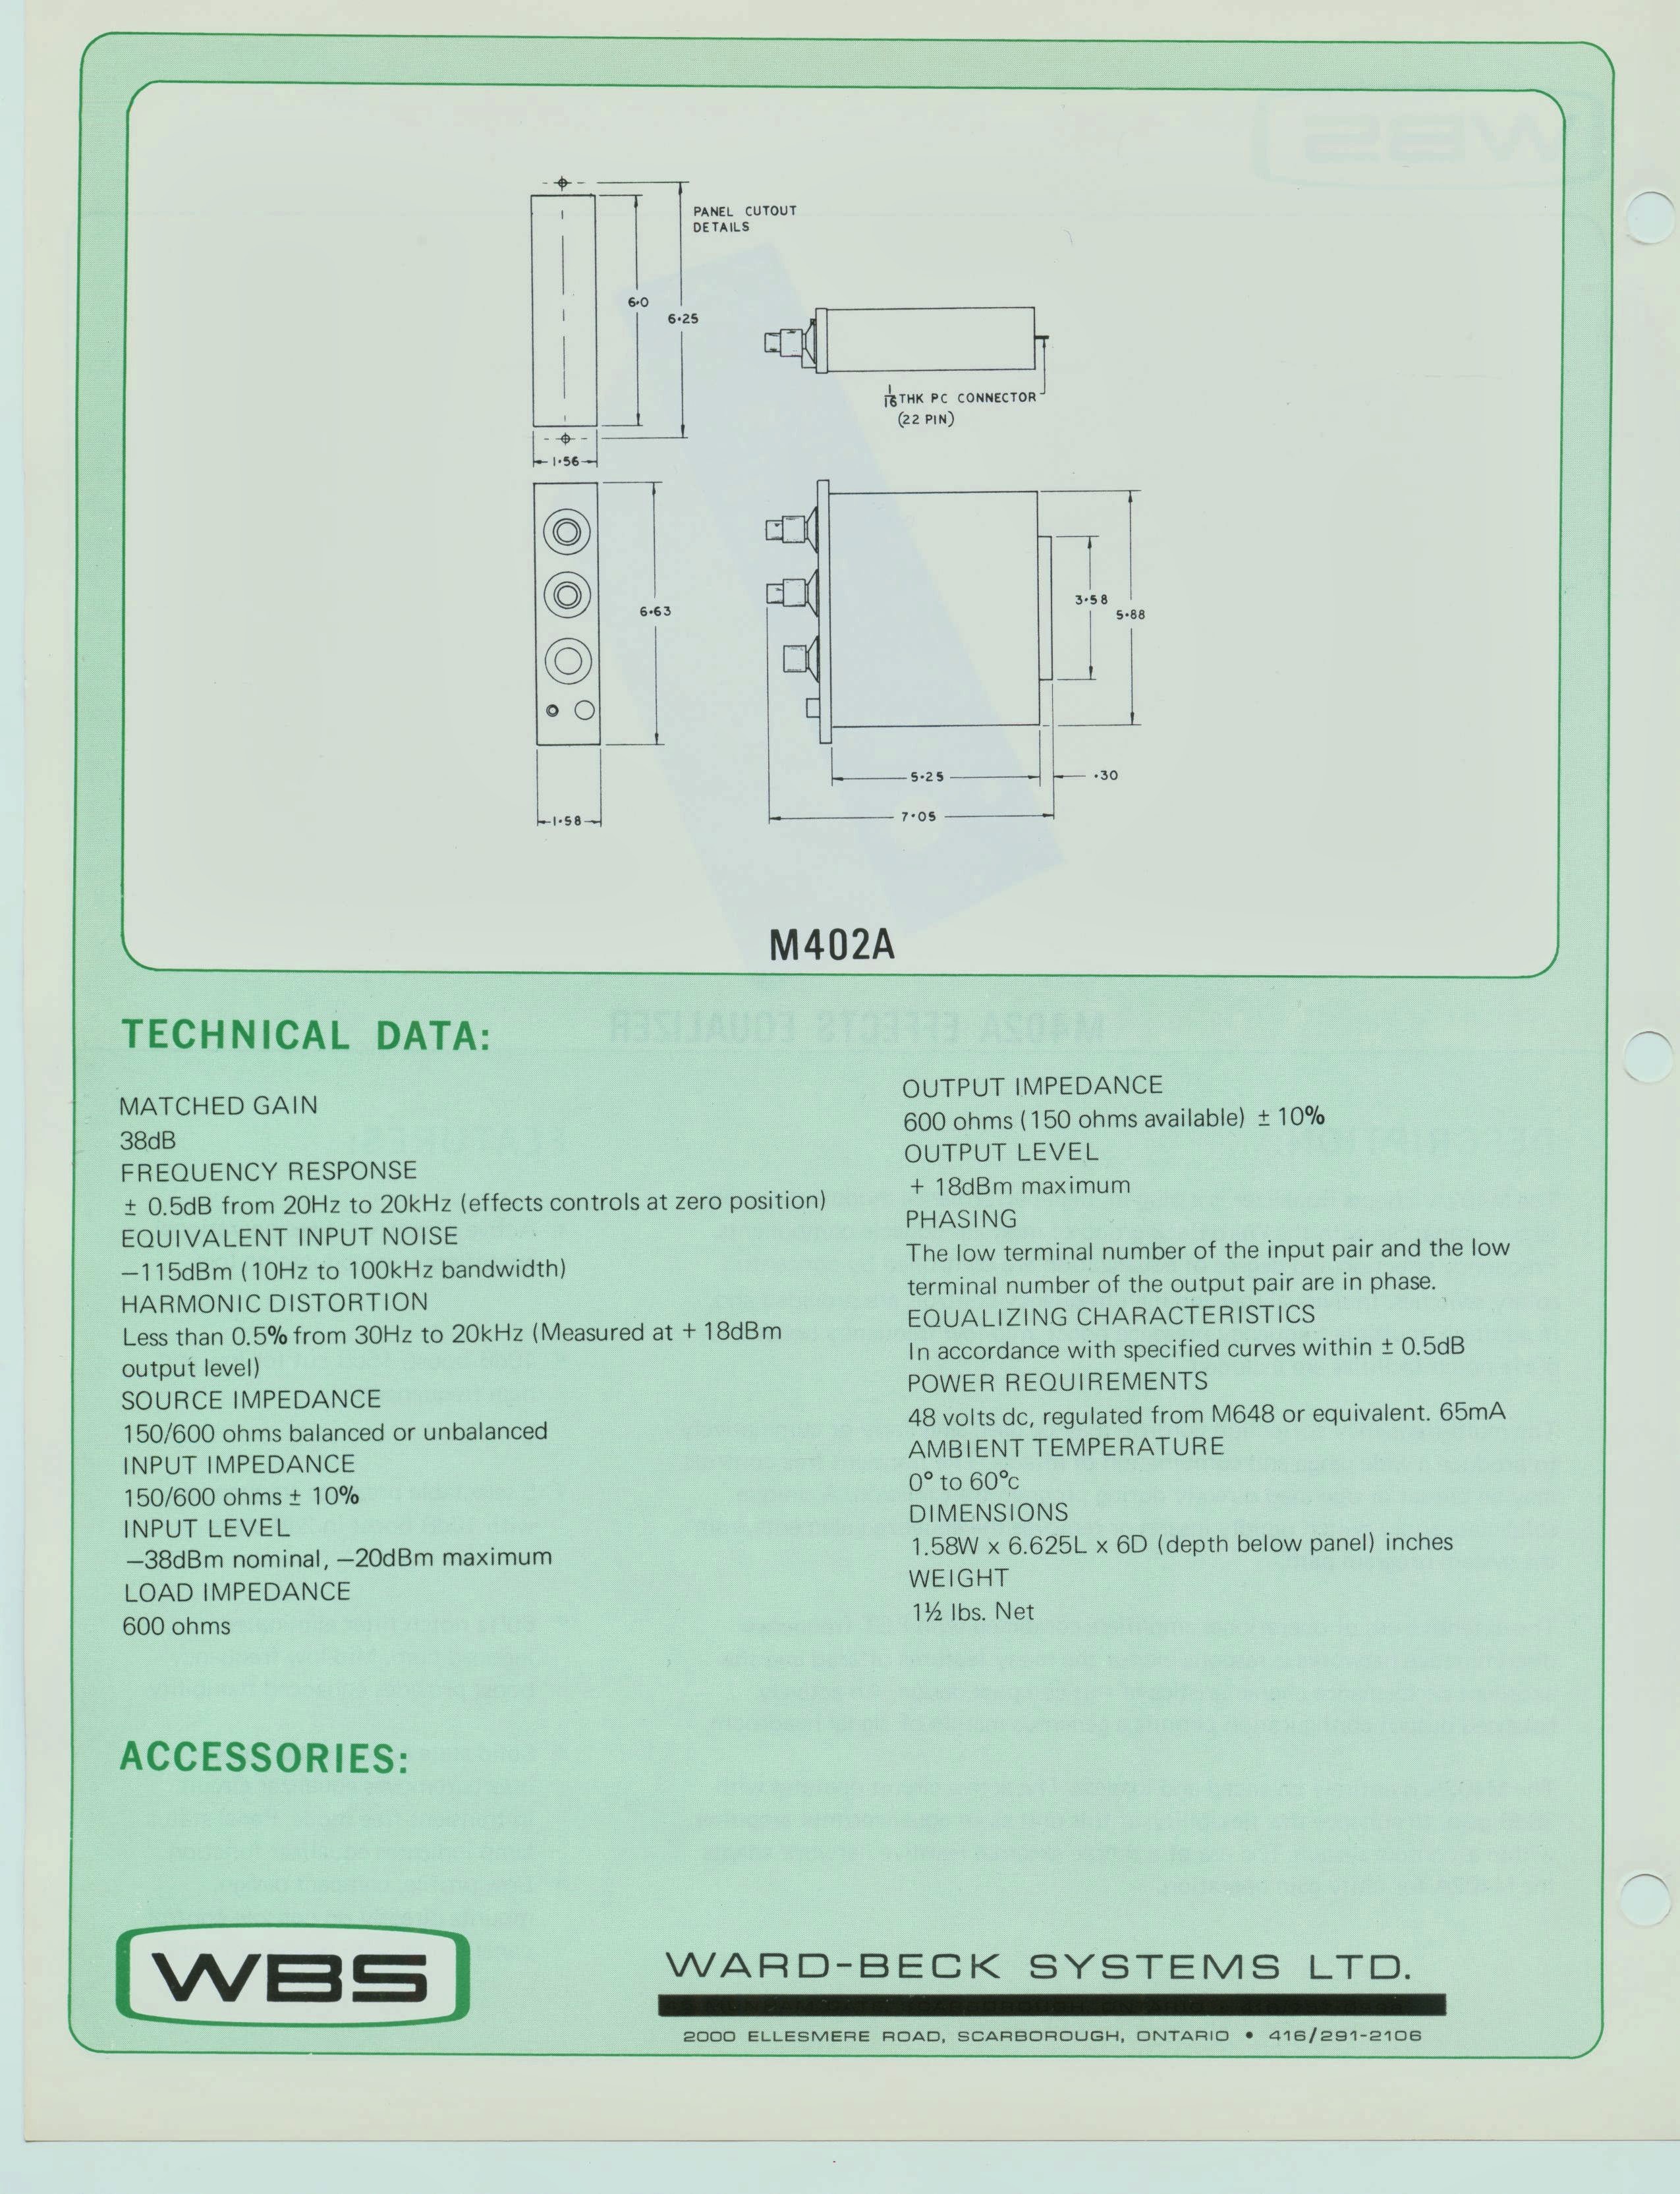 PANEL CUTOUT
DETAILS
6.0
6.25
1.56
1/16 THK PC CONNECTOR
(22 PIN)
6.63
1.58
3.58
5.88
5.25
.30
7.05
M402A
TECHNICAL DATA:
MATCHED GAIN
38dB
FREQUENCY RESPONSE
± 0.5dB from 20Hz to 20kHz (effects controls at zero position)
EQUIVALENT INPUT NOISE
—115dBm (10Hz to 100kHz bandwidth)
HARMONIC DISTORTION
Less than 0.5% from 30Hz to 20kHz (Measured at + 18dBm
output level)
SOURCE IMPEDANCE
150/600 ohms balanced or unbalanced
INPUT IMPEDANCE
150/600 ohms ± 10%
INPUT LEVEL
—38dBm nominal, —20dBm maximum
LOAD IMPEDANCE
600 ohms
OUTPUT IMPEDANCE
600 ohms (150 ohms available) ± 10%
OUTPUT LEVEL
+ 18dBm maximum
PHASING
The low terminal number of the input pair and the low
terminal number of the output pair are in phase.
EQUALIZING CHARACTERISTICS
In accordance with specified curves within ± 0.5dB
POWER REQUIREMENTS
48 volts dc, regulated from M648 or equivalent. 65mA
AMBIENT TEMPERATURE
0° to 60°c
DIMENSIONS
1.58W x 6.625L x 6D (depth below panel) inches
WEIGHT
1½ lbs. Net
ACCESSORIES:
WBS
WARD-BECK SYSTEMS LTD.
2000 ELLESMERE ROAD, SCARBOROUGH, ONTARIO • 416/291-2106